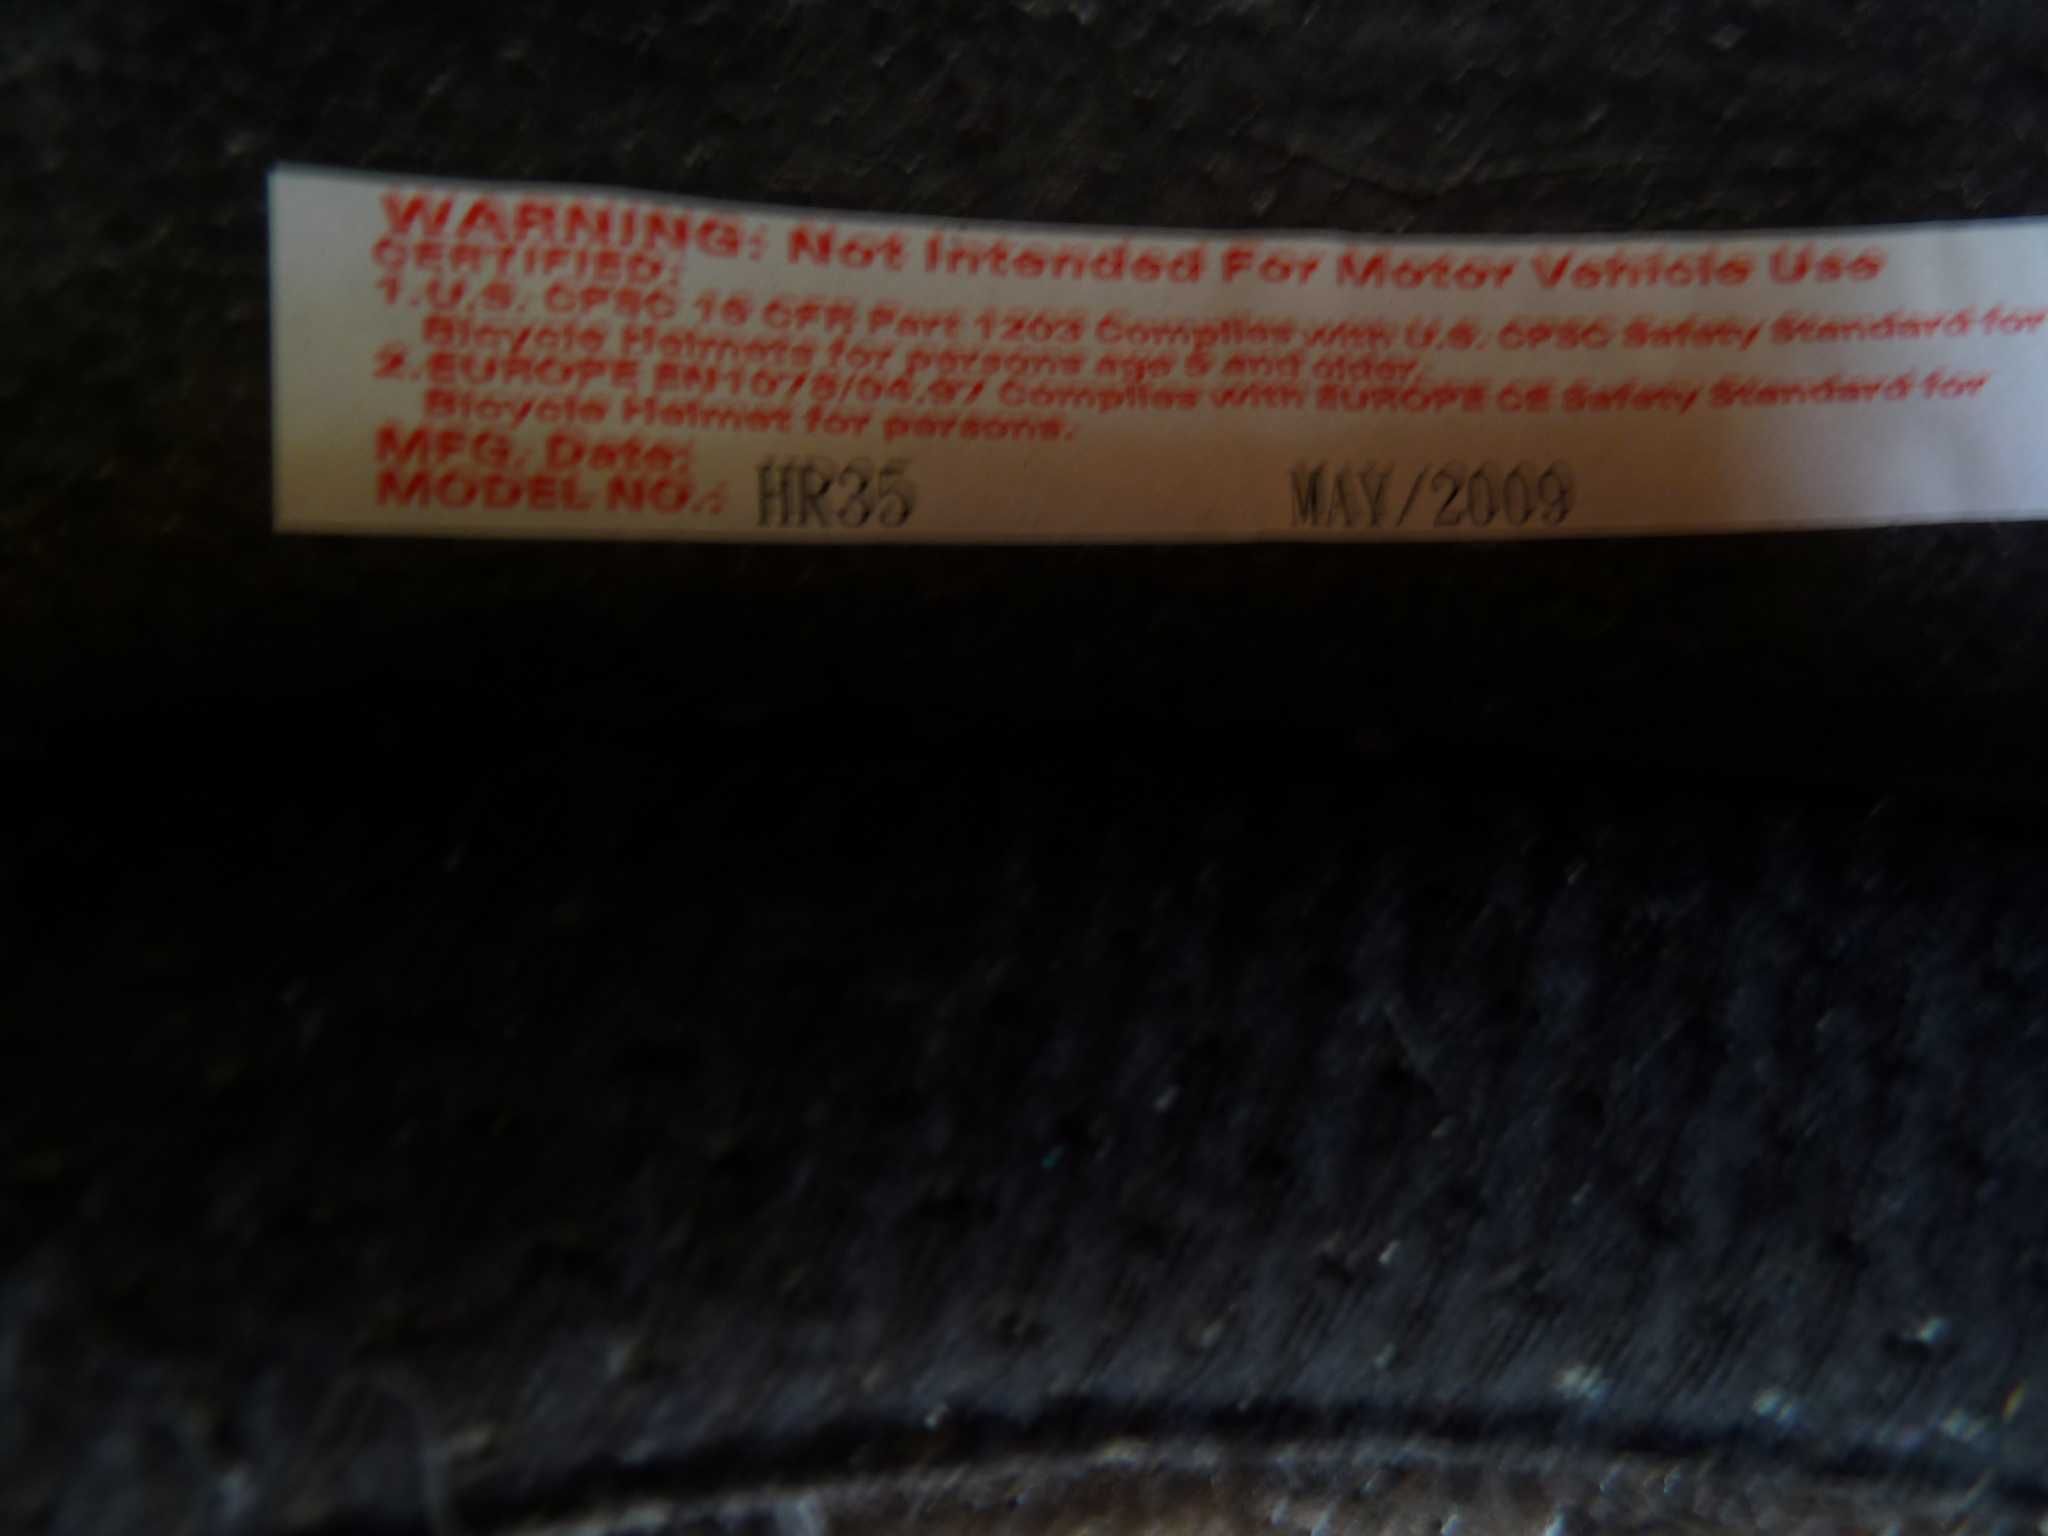 WARNING: Not Intended For Motor Vehicle Use
CERTIFIED:
1.U.S. CPSC 16 CFR Part 1203 Complies with U.S. CPSC Safety Standard for
Bicycle Helmets for persons age 5 and older.
2.EUROPE EN1078/04.97 Complies with EUROPE CE Safety Standard for
Bicycle Helmet for persons.
MFG. Date:
MODEL NO.: HR35 MAY/2009